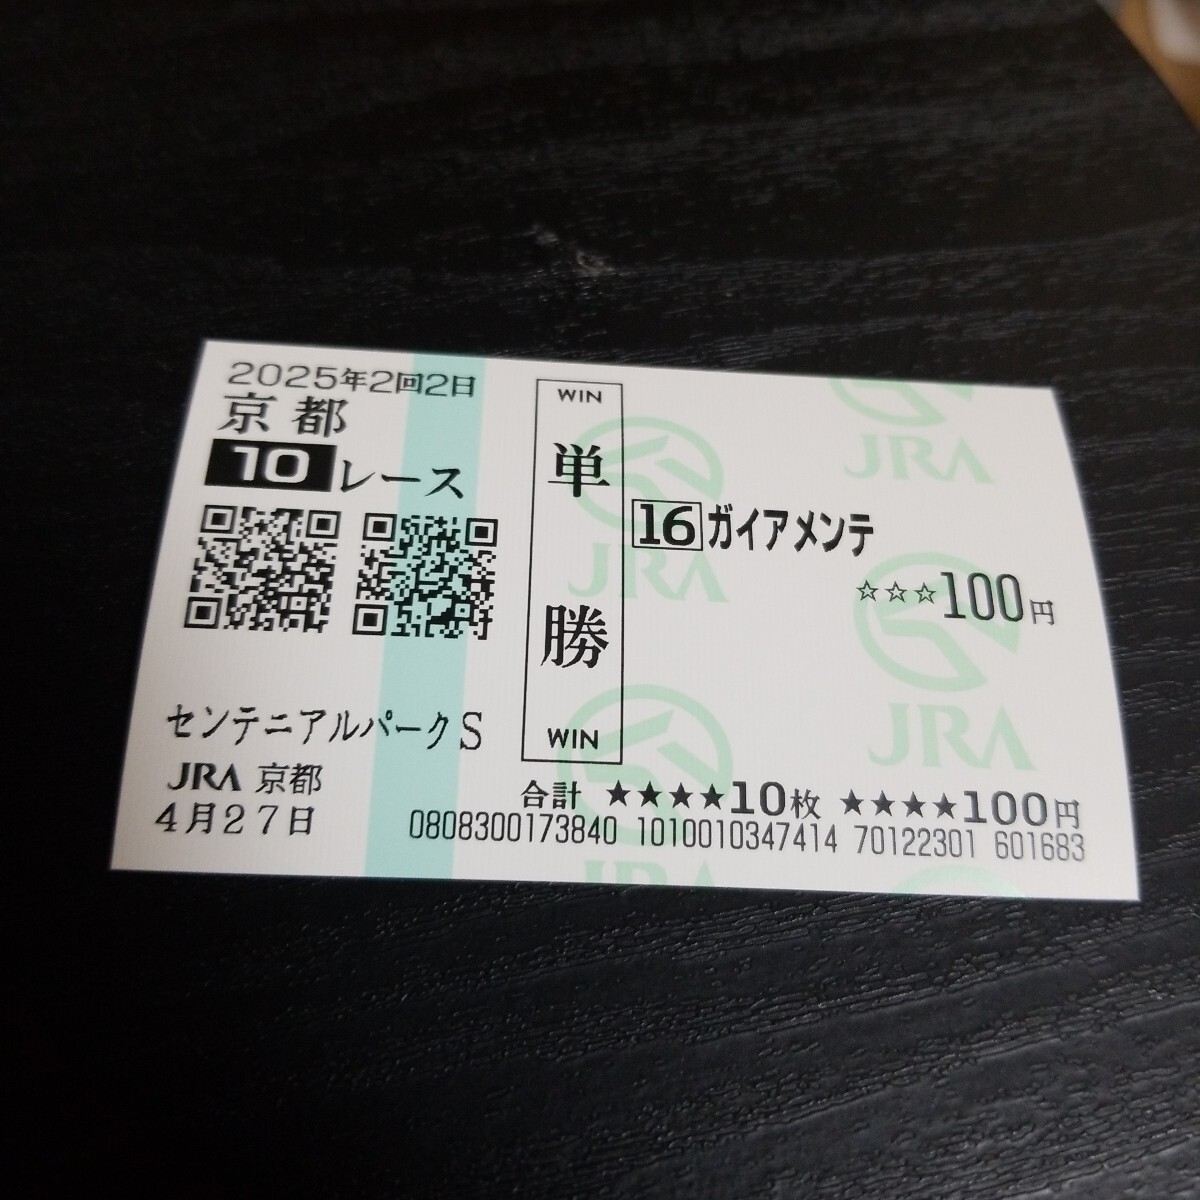 2025年2回2日
京都
10レース
センテニアルパークS
JRA 京都
4月27日
WIN
単勝
WIN
16ガイアメンテ
☆☆☆100円
合計 ★★★★10枚 ★★★★100円
0808300173840 1010010347414 70122301 601683
JRA
JRA
JRA
JRA